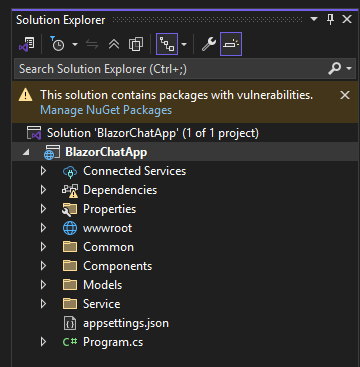 Solution Explorer
Search Solution Explorer (Ctrl+;)
This solution contains packages with vulnerabilities.
Manage NuGet Packages
Solution 'BlazorChatApp' (1 of 1 project)
BlazorChatApp
Connected Services
Dependencies
Properties
wwwroot
Common
Components
Models
Service
appsettings.json
C# Program.cs